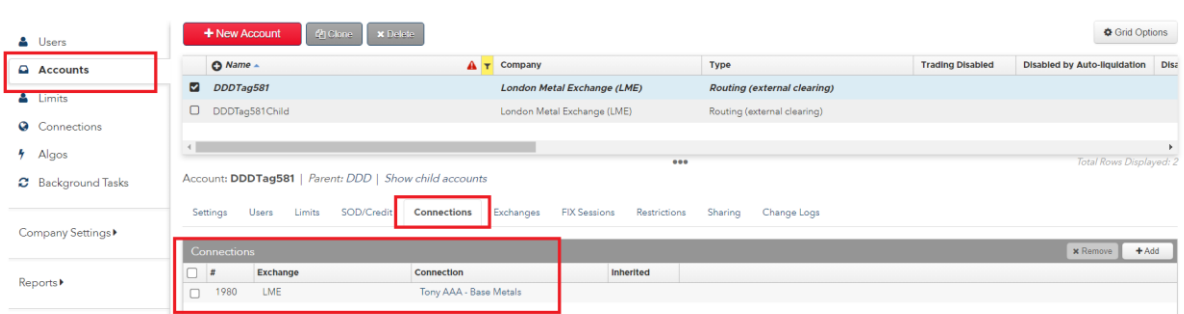 Users
Accounts
Limits
Connections
Algos
Background Tasks
Company Settings
Reports
New Account Clone Delete Grid Options
Name Company Type Trading Disabled Disabled by Auto-liquidation
DDDTag581 London Metal Exchange (LME) Routing (external clearing)
DDDTag581Child London Metal Exchange (LME) Routing (external clearing)
Total Rows Displayed: 2
Account: DDDTag581 | Parent: DDD | Show child accounts
Settings Users Limits SOD/Credit Connections Exchanges FIX Sessions Restrictions Sharing Change Logs
Connections Remove Add
# Exchange Connection Inherited
1980 LME Tony AAA - Base Metals